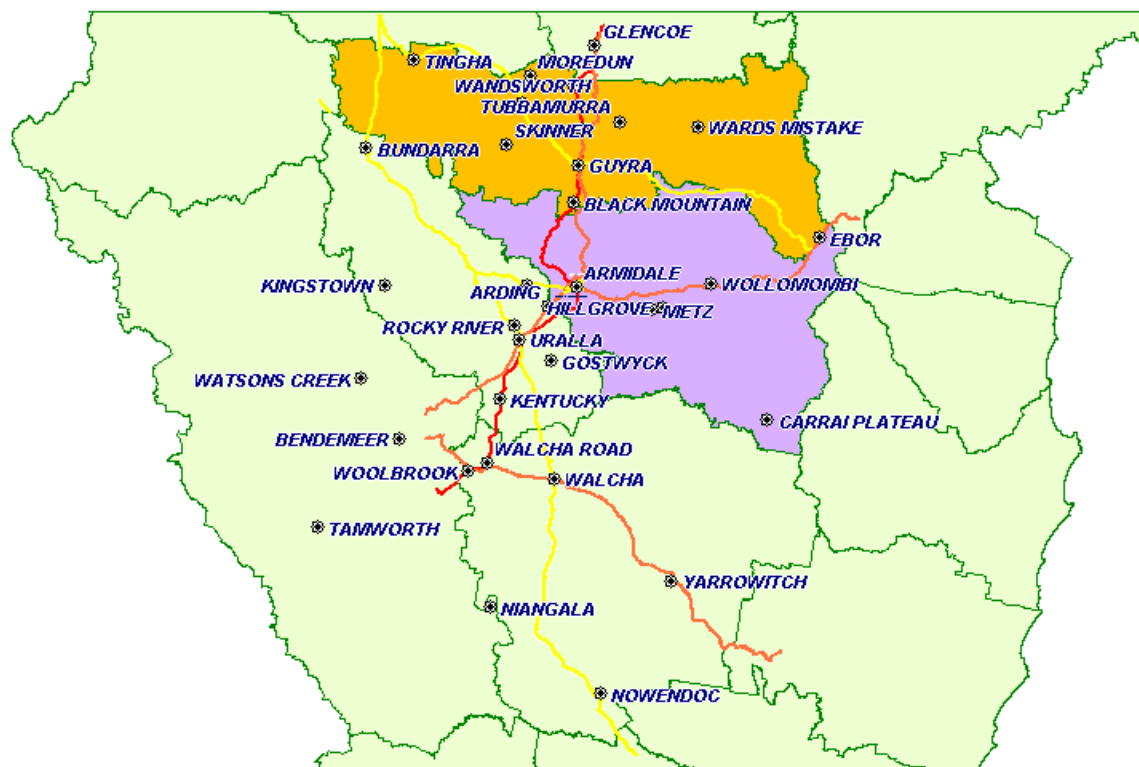 GLENCOE
TINGHA
MOREDUN
WANDSWORTH
TUBBAMURRA
WARDS MISTAKE
SKINNER
BUNDARRA
GUYRA
BLACK MOUNTAIN
EBOR
ARMIDALE
KINGSTOWN
ARDING
WOLLOMOMBI
HILLGROVE
METZ
ROCKY RIVER
URALLA
GOSTWYCK
WATSONS CREEK
KENTUCKY
CARRAI PLATEAU
BENDEMEER
WALCHA ROAD
WOOLBROOK
WALCHA
TAMWORTH
YARROWITCH
NIANGALA
NOWENDOC